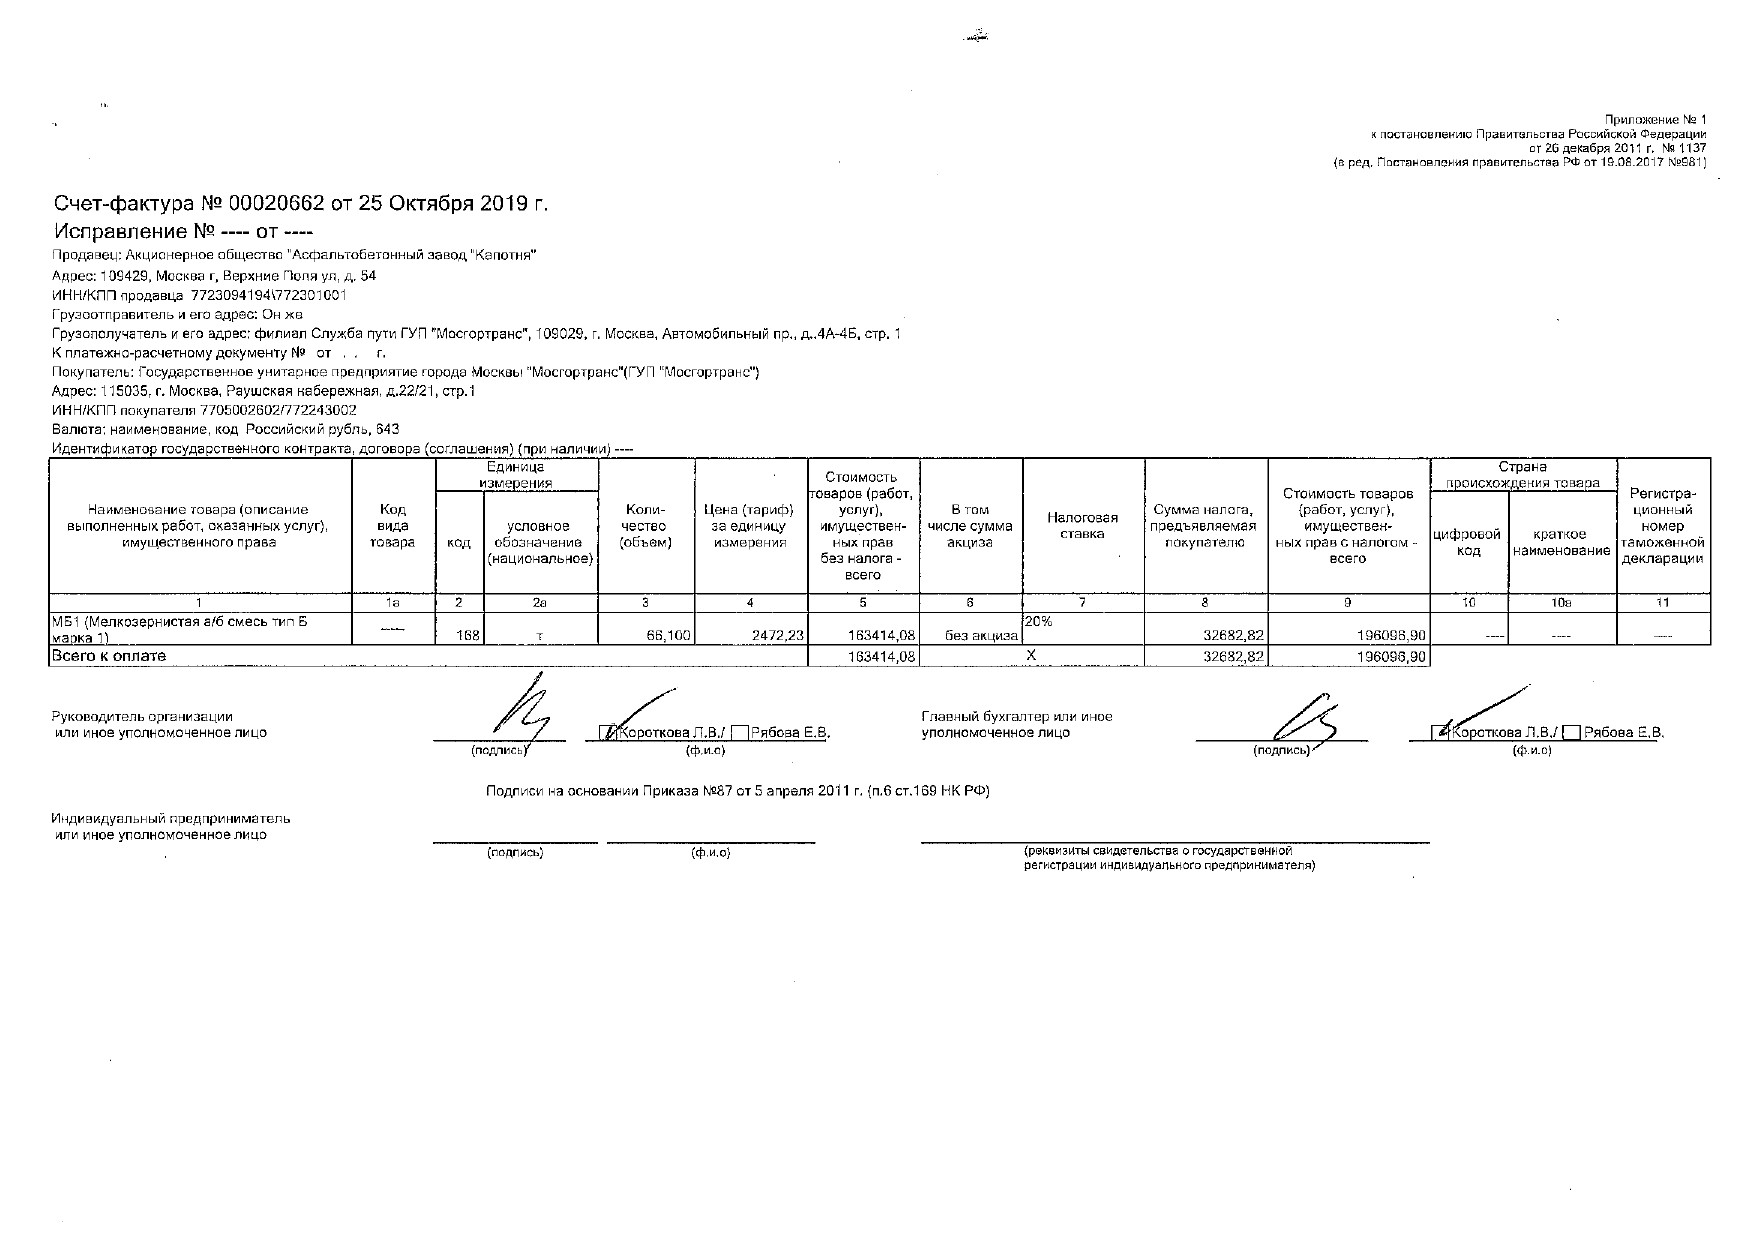 Приложение № 1
к постановлению Правительства Российской Федерации
от 26 декабря 2011 г. № 1137
(в ред. Постановления правительства РФ от 19.08.2017 №981)
Счет-фактура № 00020662 от 25 Октября 2019 г.
Исправление № ---- от ----
Продавец: Акционерное общество "Асфальтобетонный завод "Капотня"
Адрес: 109429, Москва г, Верхние Поля ул, д. 54
ИНН/КПП продавца 7723094194\772301001
Грузоотправитель и его адрес: Он же
Грузополучатель и его адрес: филиал Служба пути ГУП "Мосгортранс", 109029, г. Москва, Автомобильный пр., д..4А-4Б, стр. 1
К платежно-расчетному документу № от . . г.
Покупатель: Государственное унитарное предприятие города Москвы "Мосгортранс"(ГУП "Мосгортранс")
Адрес: 115035, г. Москва, Раушская набережная, д.22/21, стр.1
ИНН/КПП покупателя 7705002602/772243002
Валюта: наименование, код Российский рубль, 643
Идентификатор государственного контракта, договора (соглашения) (при наличии) ----
Наименование товара (описание
выполненных работ, оказанных услуг),
имущественного права
Код
вида
товара
Единица
измерения
код
условное
обозначение
(национальное)
Коли-
чество
(объем)
Цена (тариф)
за единицу
измерения
Стоимость
товаров (работ,
услуг),
имуществен-
ных прав
без налога -
всего
В том
числе сумма
акциза
Налоговая
ставка
Сумма налога,
предъявляемая
покупателю
Стоимость товаров
(работ, услуг),
имуществен-
ных прав с налогом -
всего
Страна
происхождения товара
цифровой
код
краткое
наименование
Регистра-
ционный
номер
таможенной
декларации
1 1а 2 2а 3 4 5 6 7 8 9 10 10а 11
МБ1 (Мелкозернистая а/б смесь тип Б
марка 1) ---- 168 т 66,100 2472,23 163414,08 без акциза 20% 32682,82 196096,90 ---- ---- ----
Всего к оплате 163414,08 Х 32682,82 196096,90
Руководитель организации
или иное уполномоченное лицо
Короткова Л.В./ Рябова Е.В.
(подпись) (ф.и.о)
Главный бухгалтер или иное
уполномоченное лицо
Короткова Л.В./ Рябова Е.В.
(подпись) (ф.и.о)
Подписи на основании Приказа №87 от 5 апреля 2011 г. (п.6 ст.169 НК РФ)
Индивидуальный предприниматель
или иное уполномоченное лицо
(подпись) (ф.и.о)
(реквизиты свидетельства о государственной
регистрации индивидуального предпринимателя)